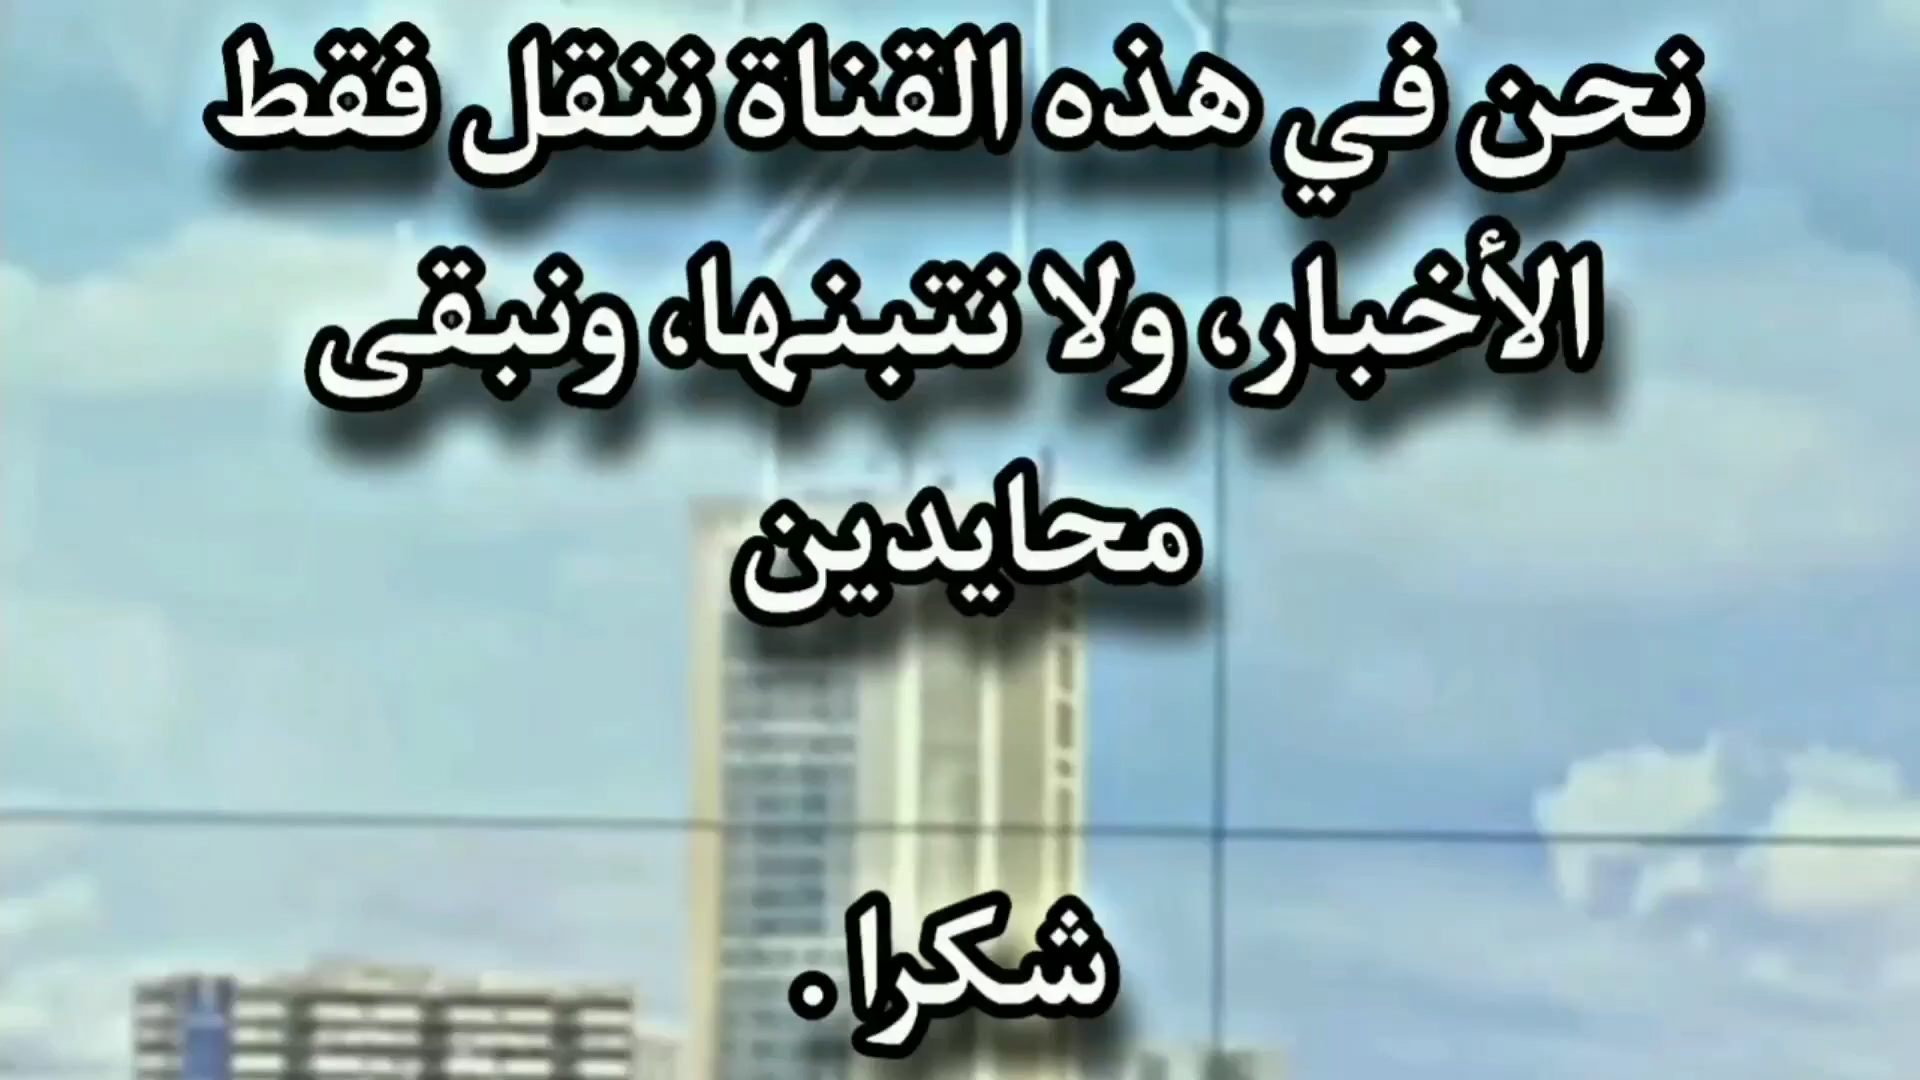 نحن في هذه القناة ننقل فقط
الأخبار، ولا نتبنها، ونبقى
محايدين
شكرا.